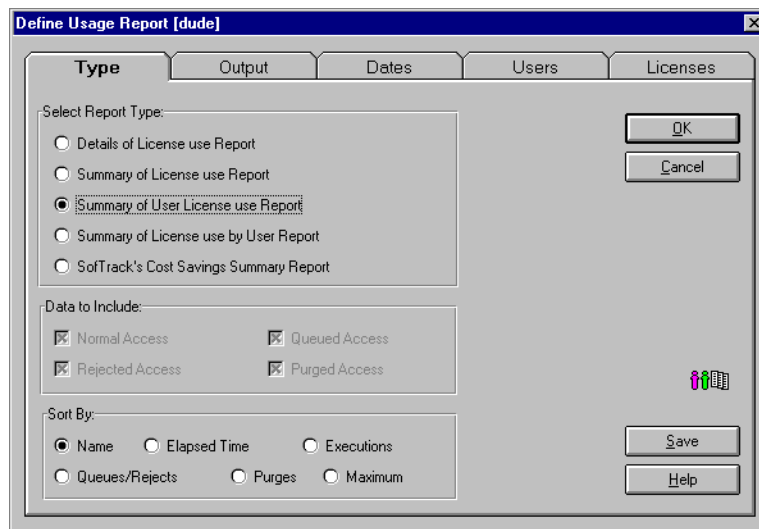 Define Usage Report [dude]
Type Output Dates Users Licenses
Select Report Type:
Details of License use Report
Summary of License use Report
Summary of User License use Report
Summary of License use by User Report
SofTrack's Cost Savings Summary Report
OK
Cancel
Data to Include:
Normal Access Queued Access
Rejected Access Purged Access
Sort By:
Name Elapsed Time Executions
Queues/Rejects Purges Maximum
Save
Help